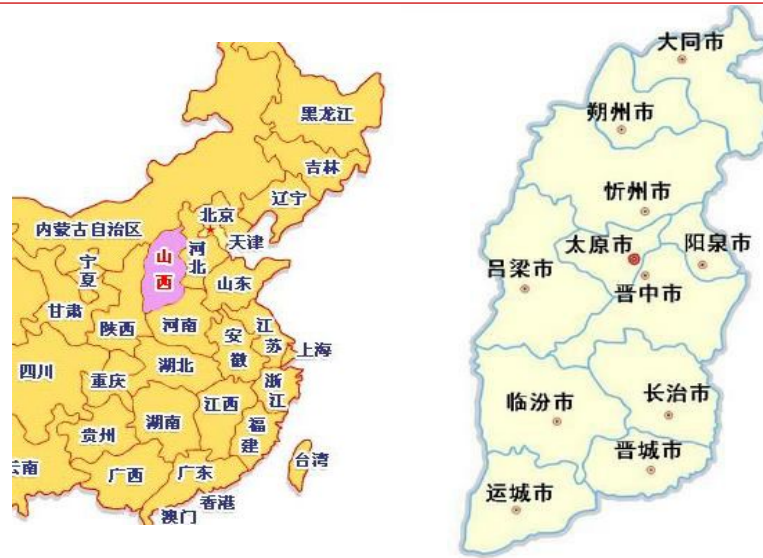 黑龙江
吉林
辽宁
北京
内蒙古自治区
天津
河北
山西
宁夏
山东
甘肃
陕西
河南
江苏
安徽
上海
四川
重庆
湖北
浙江
江西
湖南
贵州
福建
云南
广西
广东
台湾
香港
澳门
大同市
朔州市
忻州市
太原市
阳泉市
吕梁市
晋中市
临汾市
长治市
晋城市
运城市